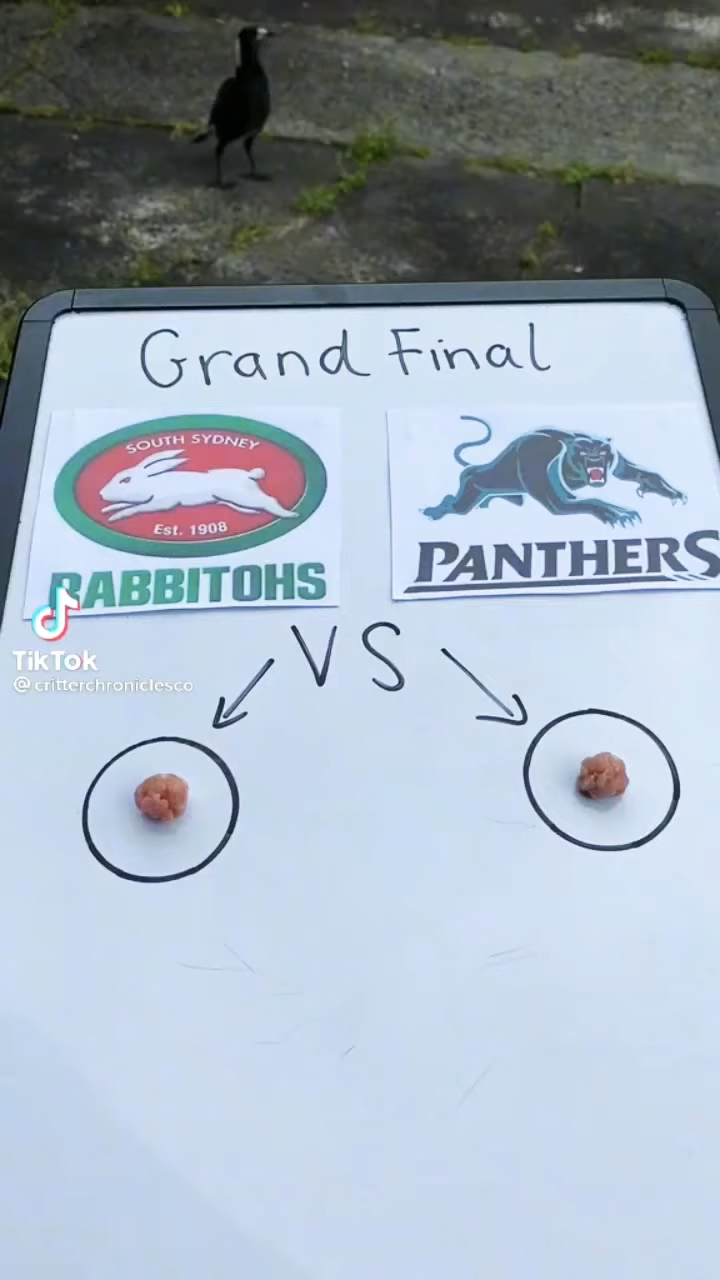 Grand Final
SOUTH SYDNEY
Est. 1908
RABBITOHS
PANTHERS
VS
TikTok
@critterchroniclesco